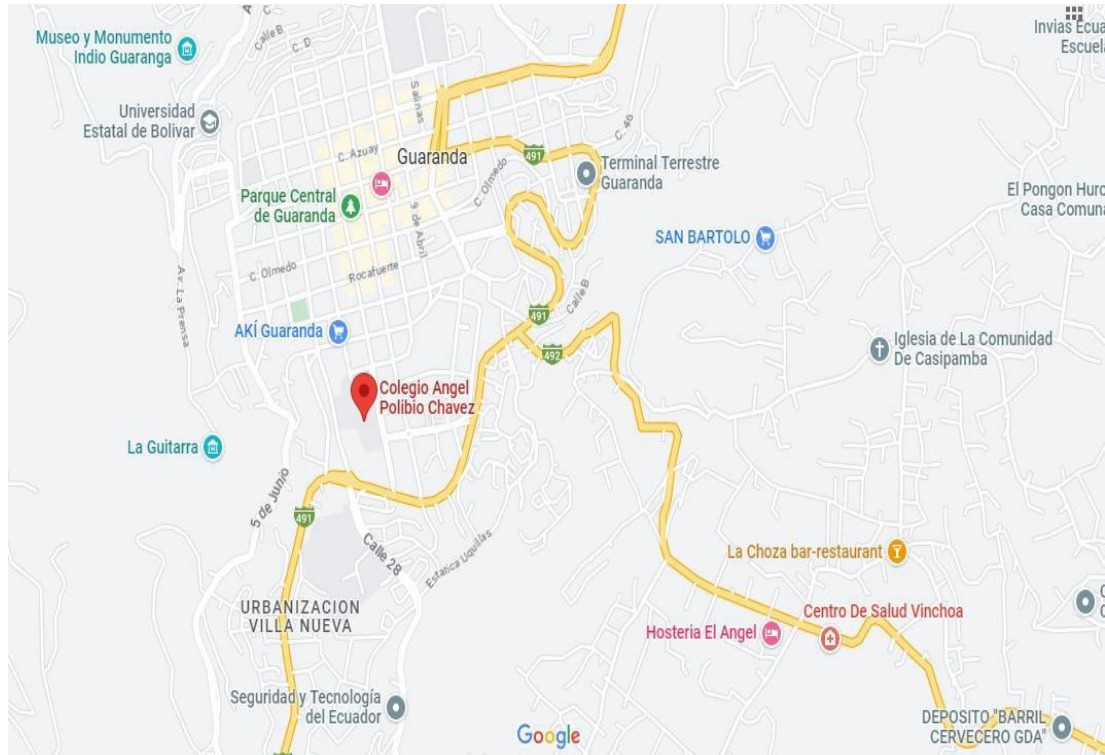 Museo y Monumento
Indio Guaranga
Calle B
C. D
Invias Ecua
Escuela
Universidad
Estatal de Bolivar
Salinas
C. 46
C. Azuay
Guaranda
491
Terminal Terrestre
Guaranda
Parque Central
de Guaranda
C. Olmedo
9 de Abril
El Pongon Huro
Casa Comuna
SAN BARTOLO
C. Olmedo
Rocafuerte
Av. La Prensa
Calle B
491
AKÍ Guaranda
492
Iglesia de La Comunidad
De Casipamba
Colegio Angel
Polibio Chavez
La Guitarra
5 de Junio
491
Calle 28
Esfática Uquillas
La Choza bar-restaurant
URBANIZACION
VILLA NUEVA
Centro De Salud Vinchoa
Hosteria El Angel
Seguridad y Tecnología
del Ecuador
Google
DEPOSITO "BARRIL
CERVECERO GDA"
491